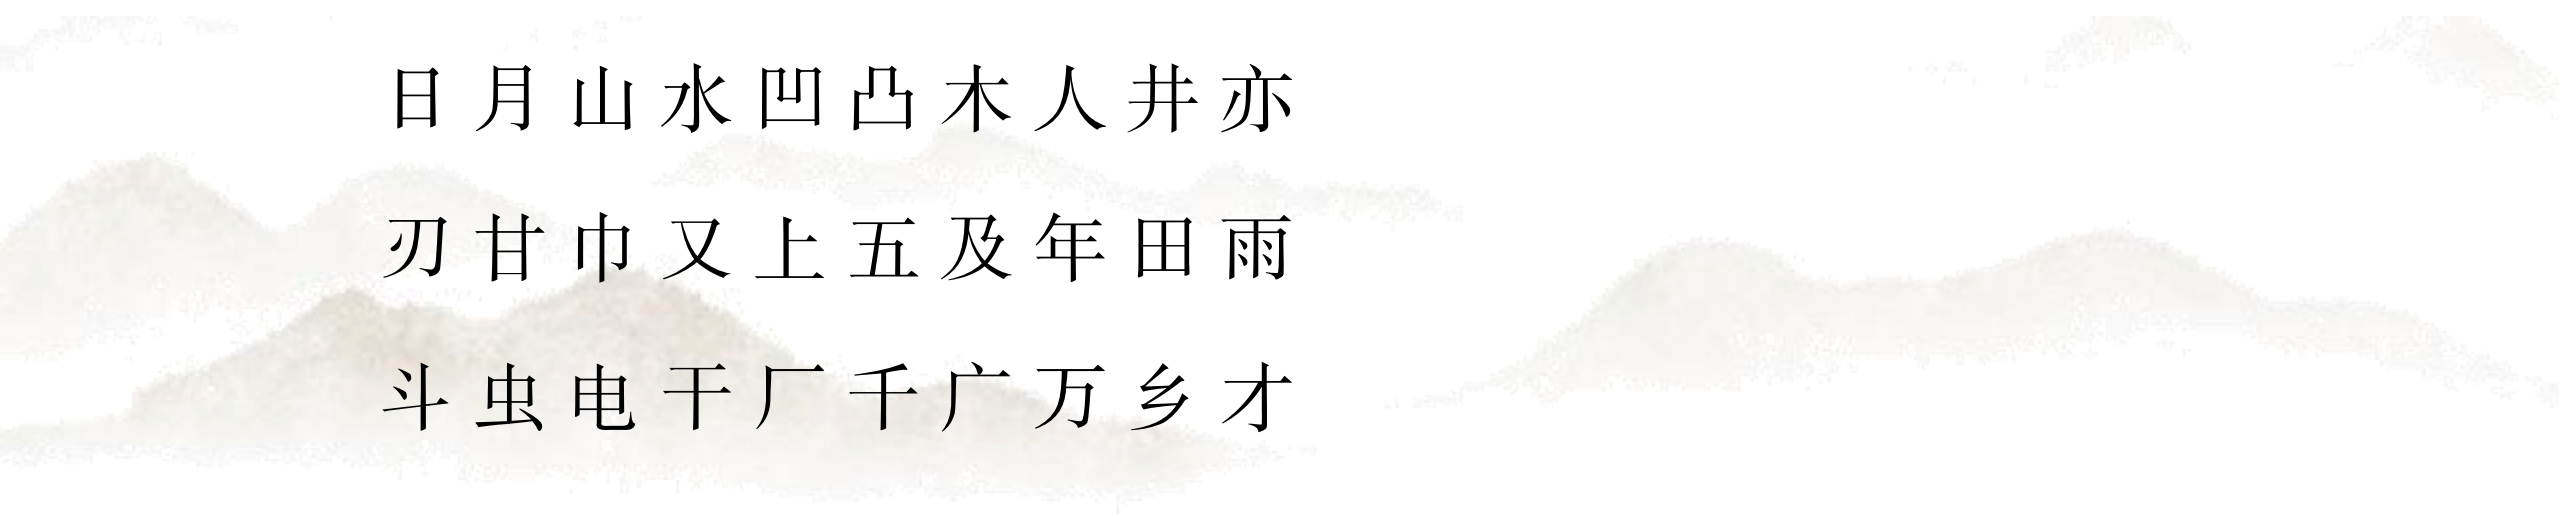 日月山水凹凸木人井亦
刃甘巾又上五及年田雨
斗虫电干厂千广万乡才